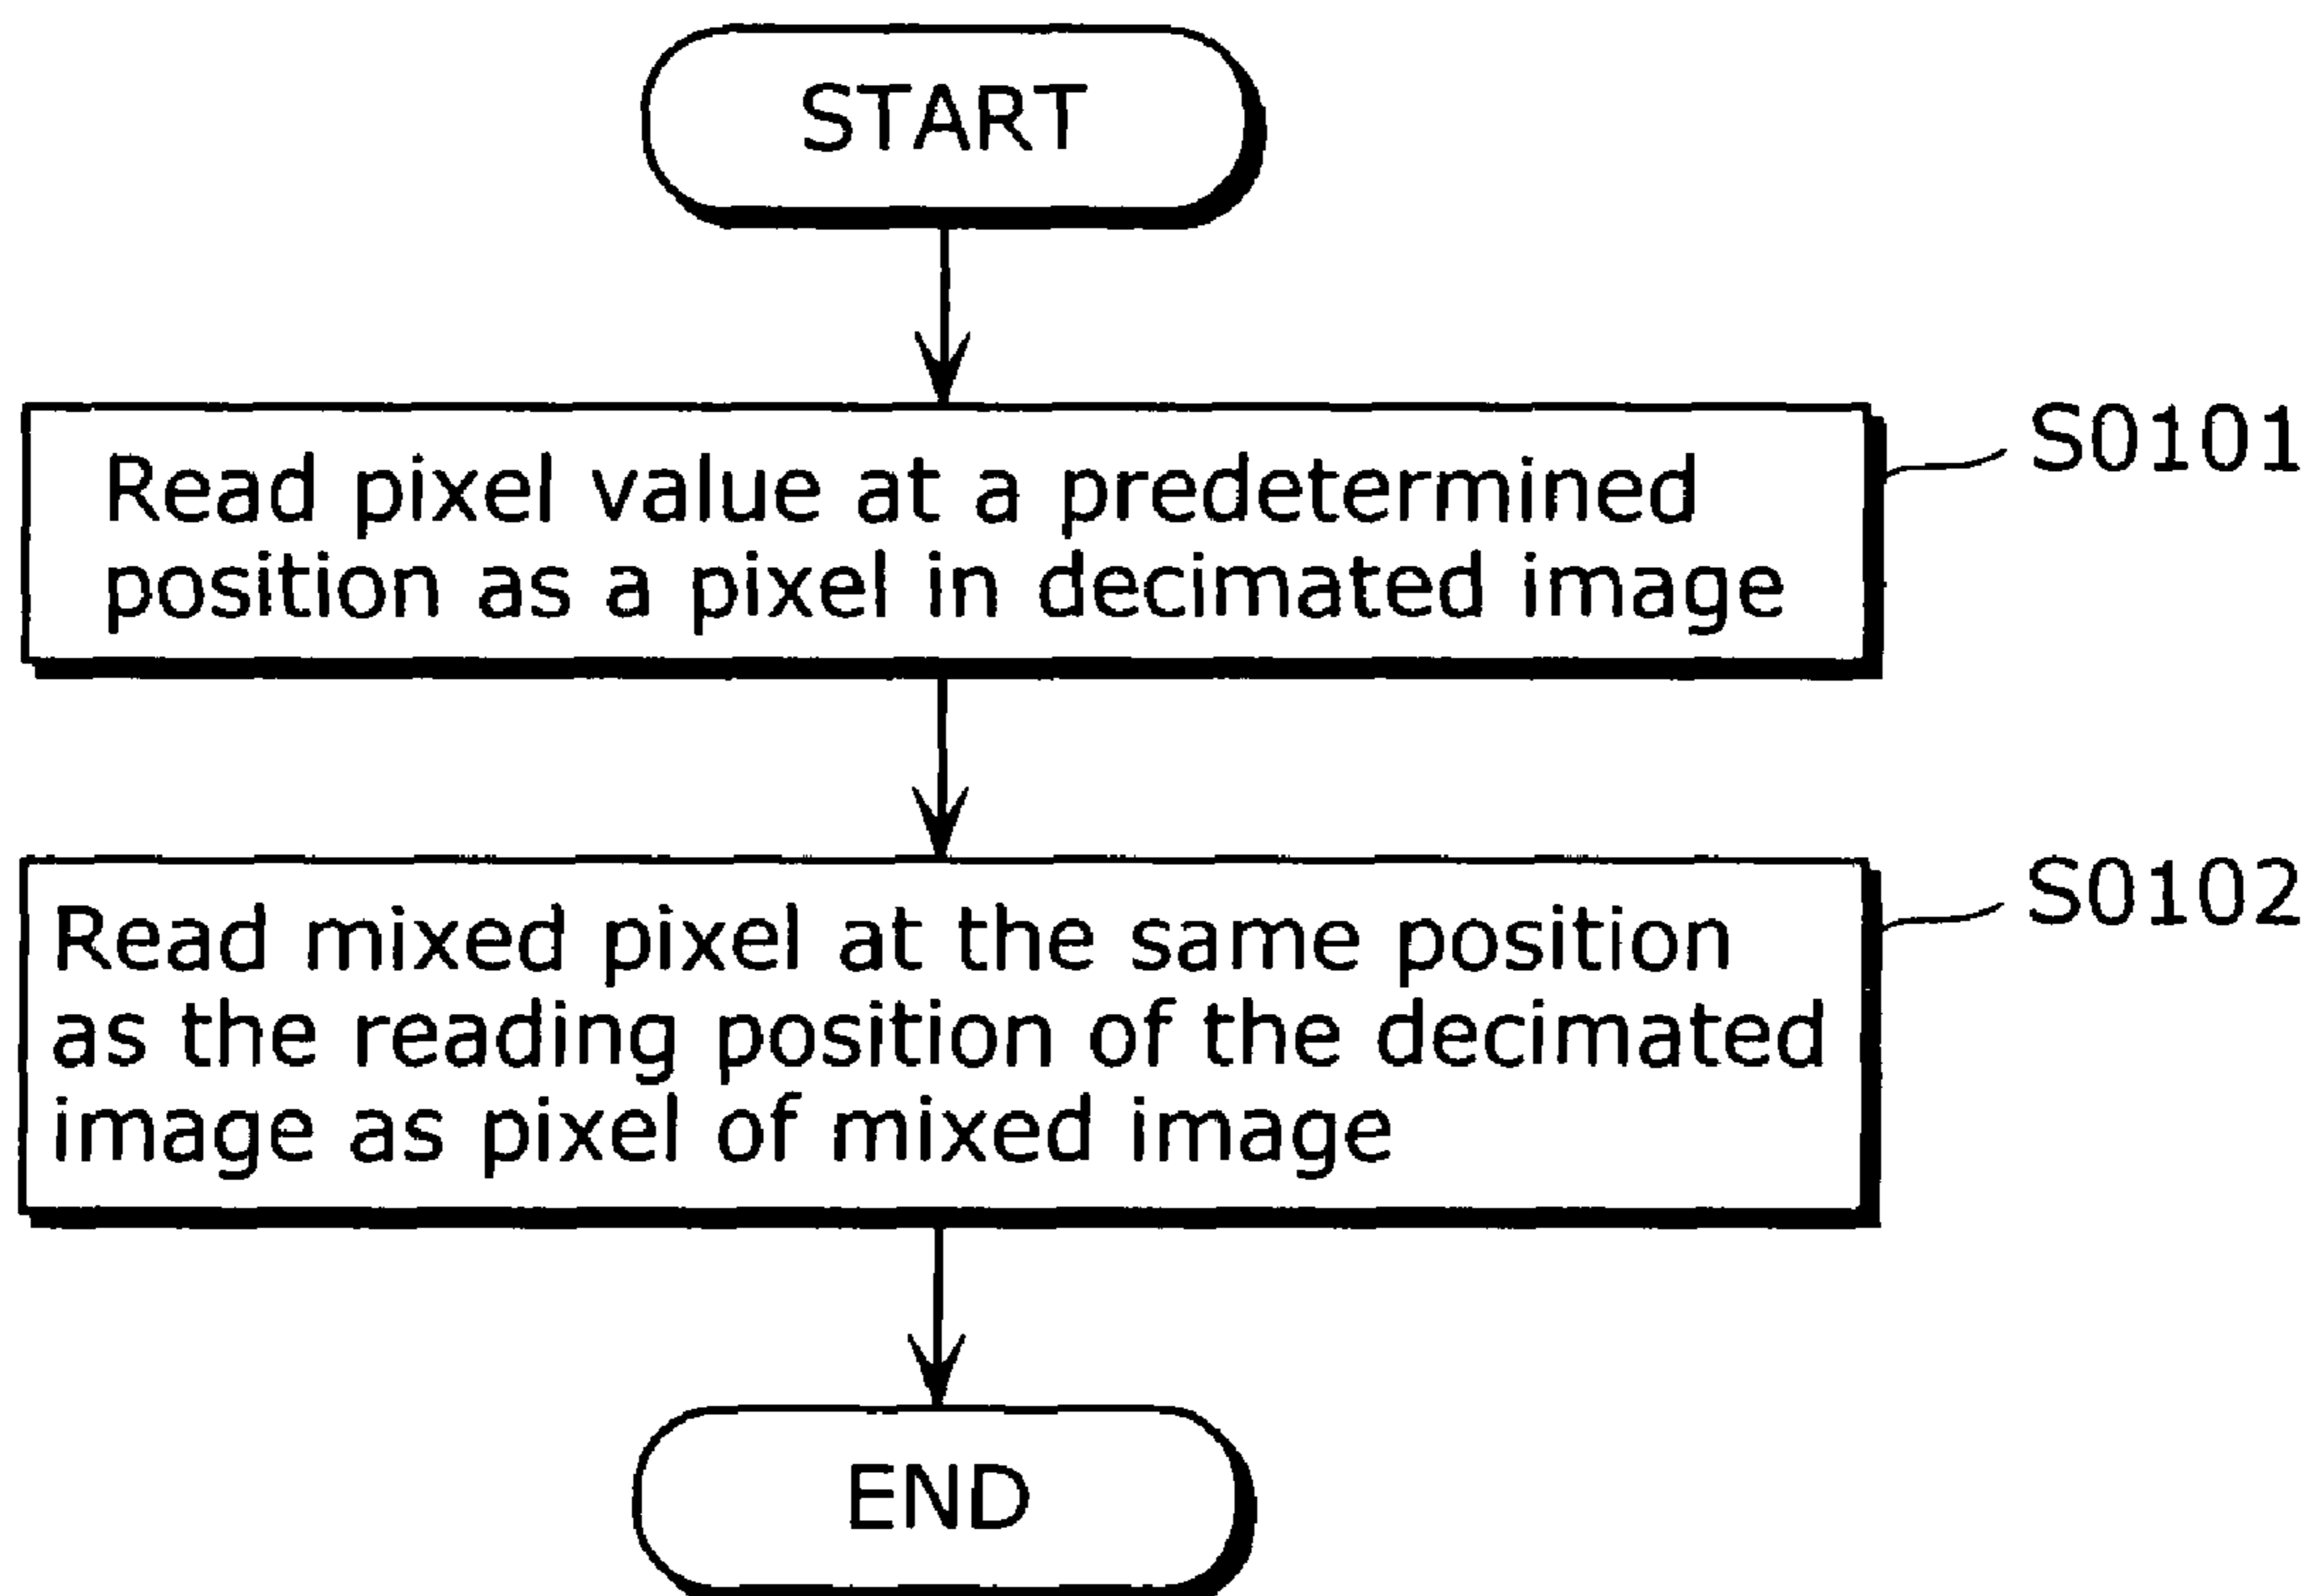 START
S0101
Read pixel value at a predetermined
position as a pixel in decimated image
S0102
Read mixed pixel at the same position
as the reading position of the decimated
image as pixel of mixed image
END